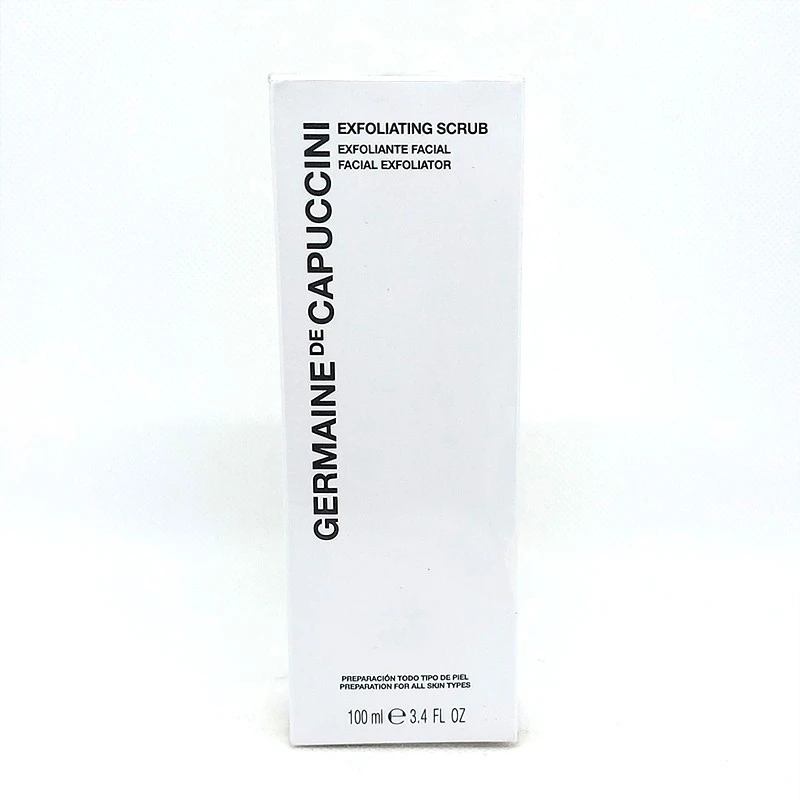 EXFOLIATING SCRUB
EXFOLIANTE FACIAL
FACIAL EXFOLIATOR
GERMAINE DE CAPUCCINI
PREPARACIÓN TODO TIPO DE PIEL
PREPARATION FOR ALL SKIN TYPES
100 ml ℮ 3.4 FL OZ